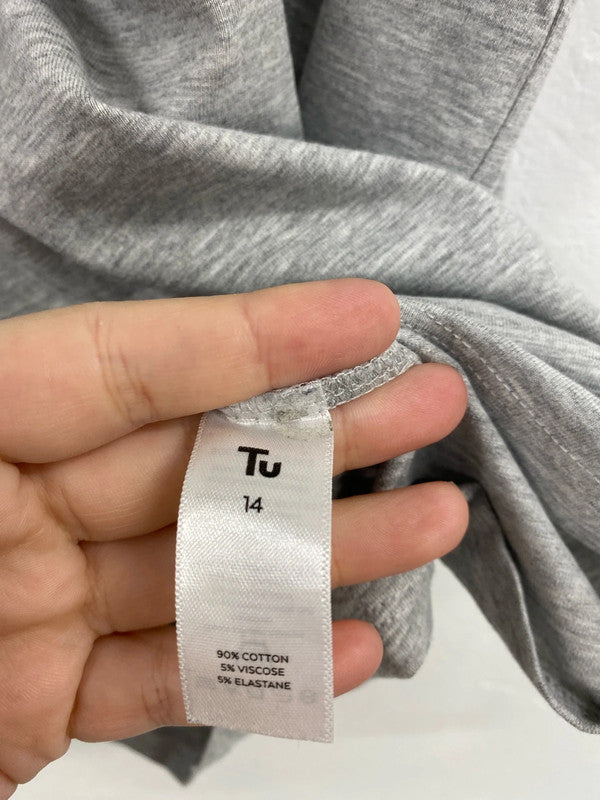 Tu
14
90% COTTON
5% VISCOSE
5% ELASTANE